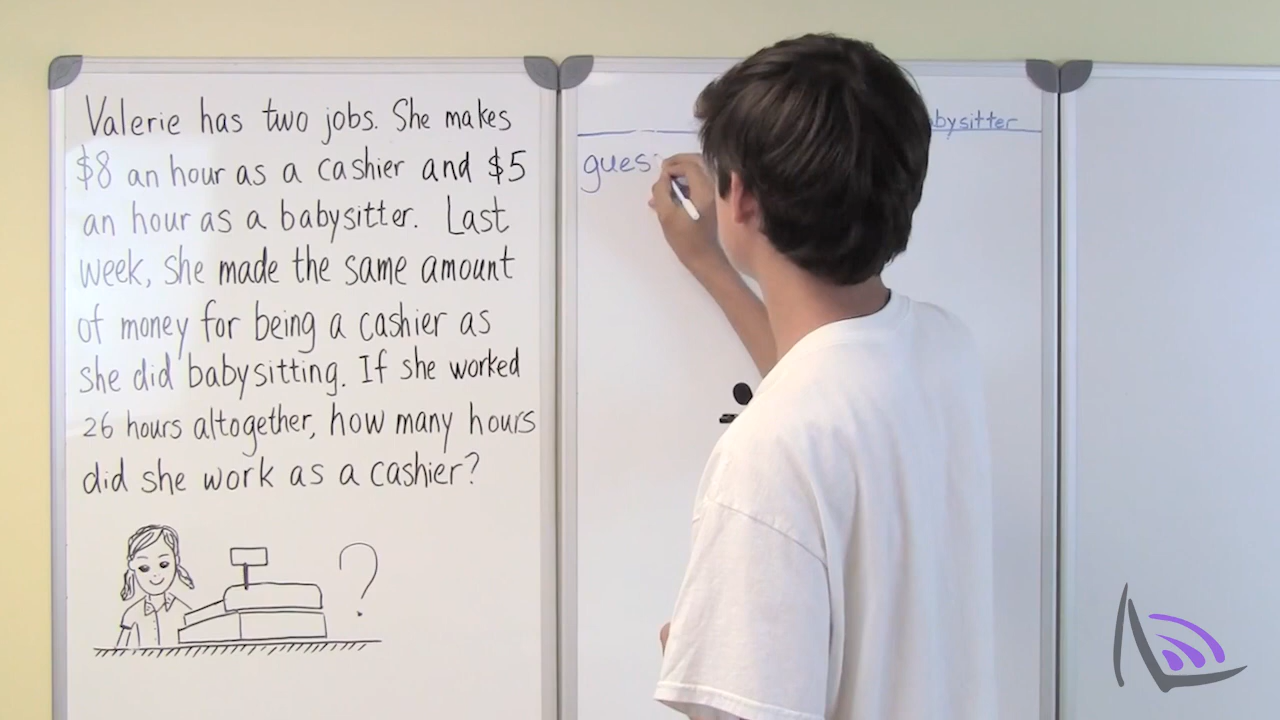 Valerie has two jobs. She makes
$8 an hour as a cashier and $5
an hour as a babysitter. Last
week, she made the same amount
of money for being a cashier as
she did babysitting. If she worked
26 hours altogether, how many hours
did she work as a cashier?
?
bysitter
gues